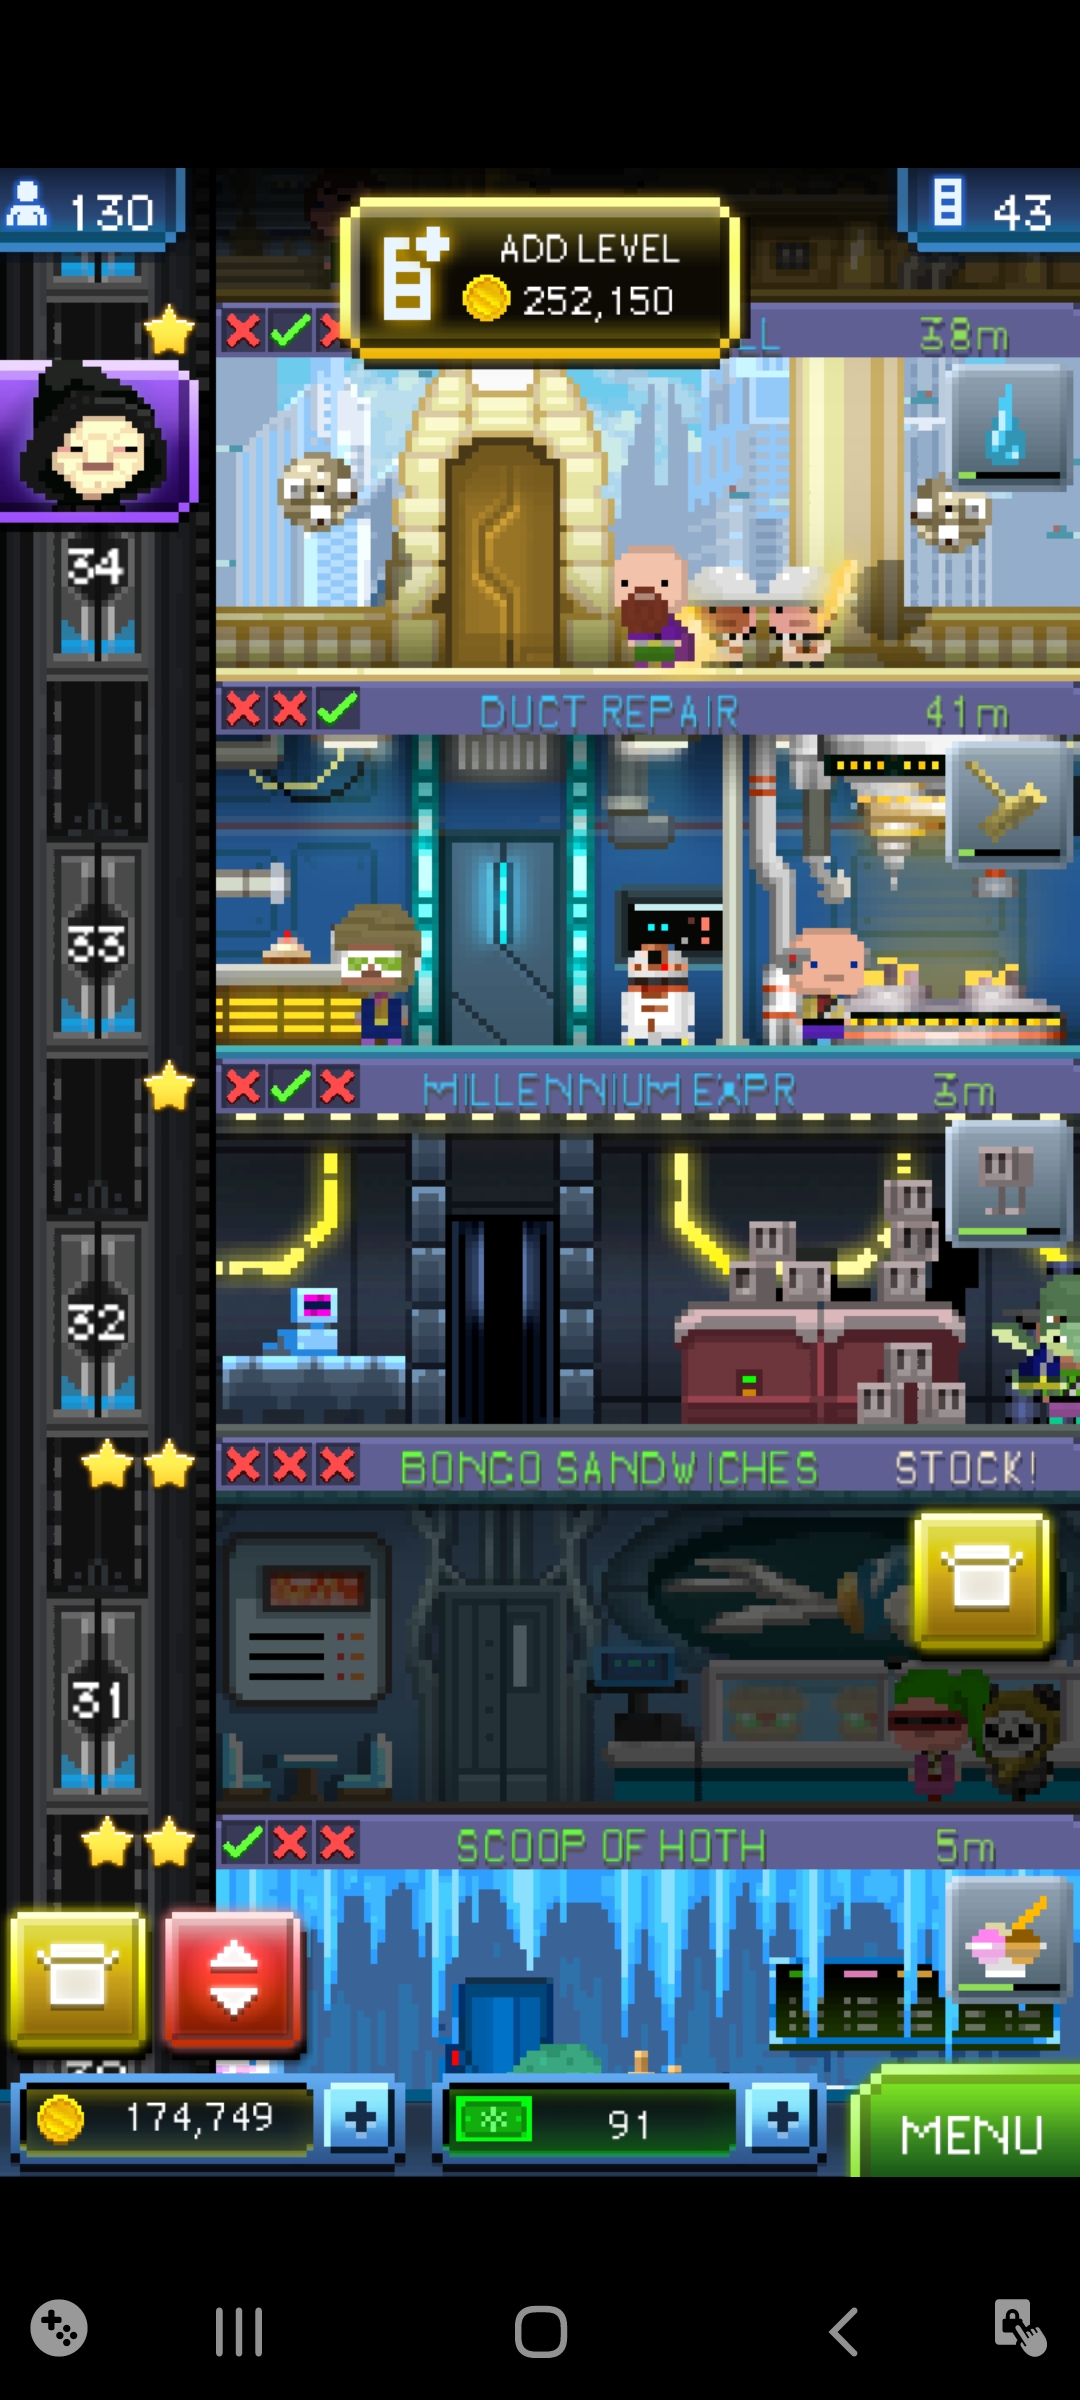 130
ADD LEVEL
252,150
43
LL
38m
34
DUCT REPAIR
41m
33
MILLENNIUM EXPR
3m
32
BONGO SANDWICHES
STOCK!
31
SCOOP OF HOTH
5m
174,749
91
MENU